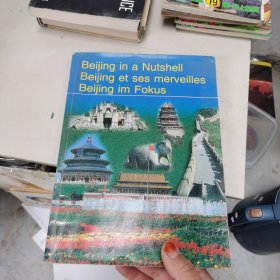 Beijing in a Nutshell
Beijing et ses merveilles
Beijing im Fokus